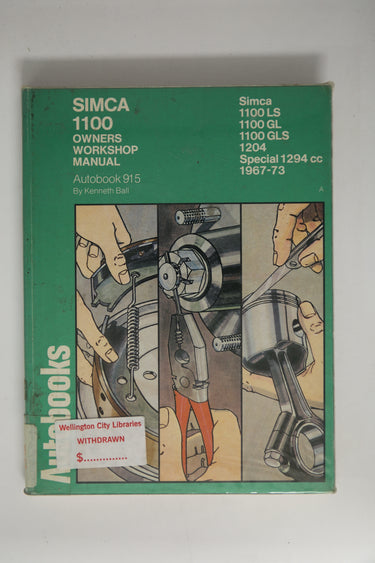 SIMCA
1100
OWNERS
WORKSHOP
MANUAL
Autobook 915
By Kenneth Ball
Simca
1100 LS
1100 GL
1100 GLS
1204
Special 1294 cc
1967-73
A
Autobooks
Wellington City Libraries
WITHDRAWN
$..............